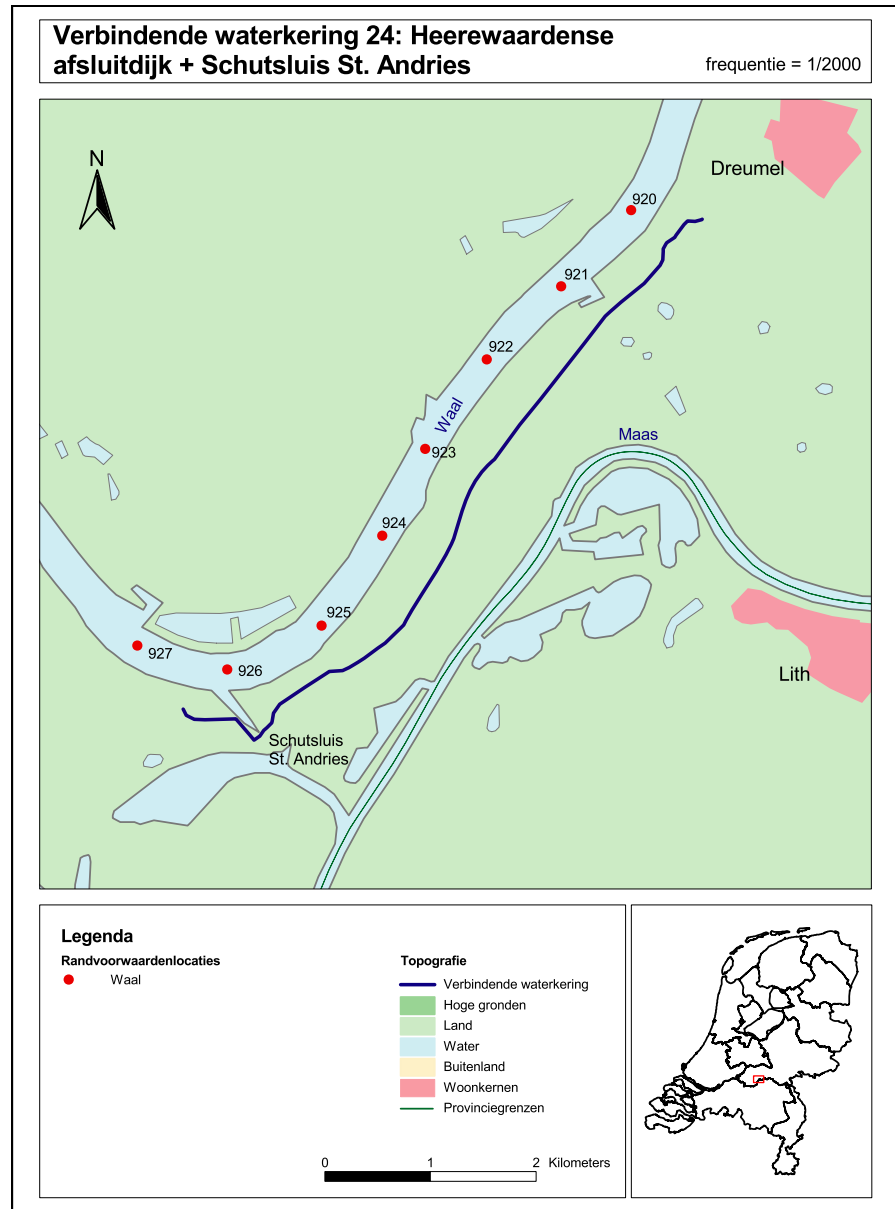 Verbindende waterkering 24: Heerewaardense
afsluitdijk + Schutsluis St. Andries
frequentie = 1/2000
N
Dreumel
920
921
922
Waal
923
Maas
924
925
927
926
Lith
Schutsluis
St. Andries
Legenda
Randvoorwaardenlocaties
Waal
Topografie
Verbindende waterkering
Hoge gronden
Land
Water
Buitenland
Woonkernen
Provinciegrenzen
0 1 2 Kilometers